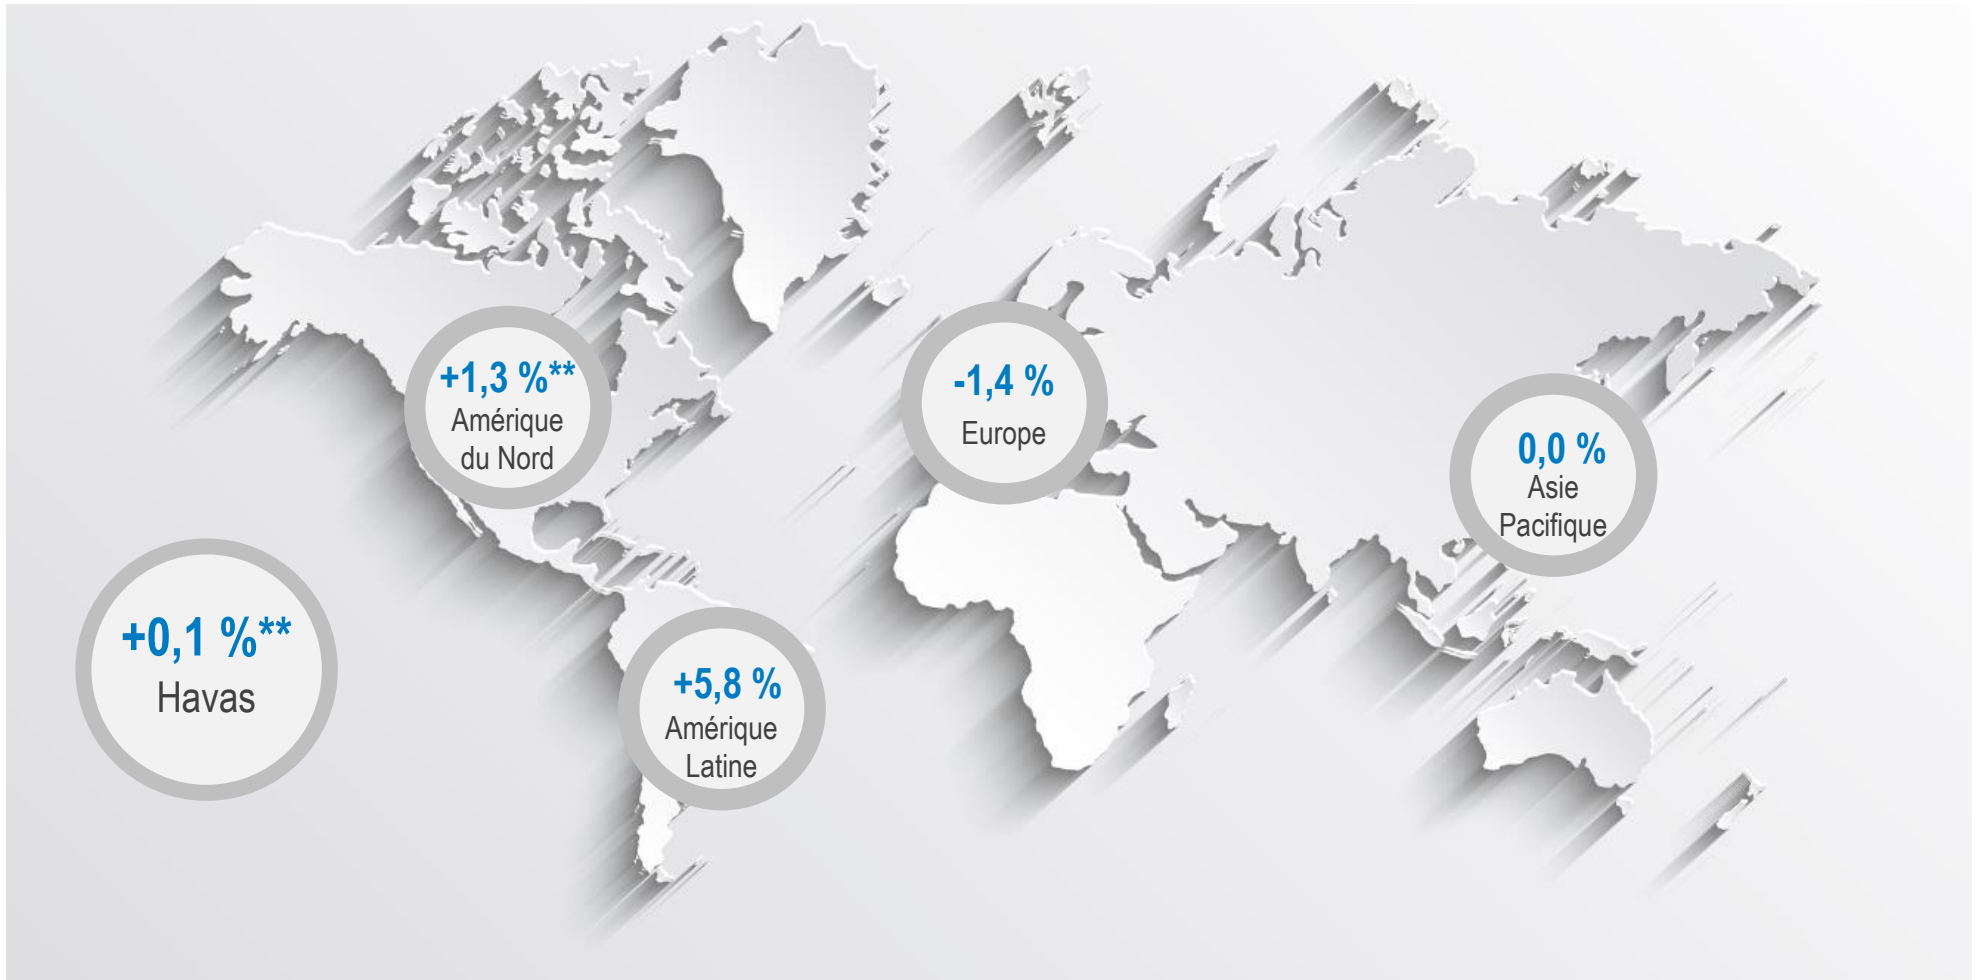 +1,3 %**
Amérique
du Nord
-1,4 %
Europe
0,0 %
Asie
Pacifique
+0,1 %**
Havas
+5,8 %
Amérique
Latine